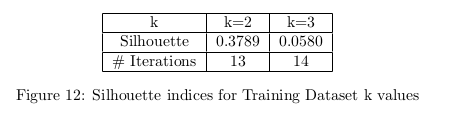 k k=2 k=3
Silhouette 0.3789 0.0580
# Iterations 13 14
Figure 12: Silhouette indices for Training Dataset k values